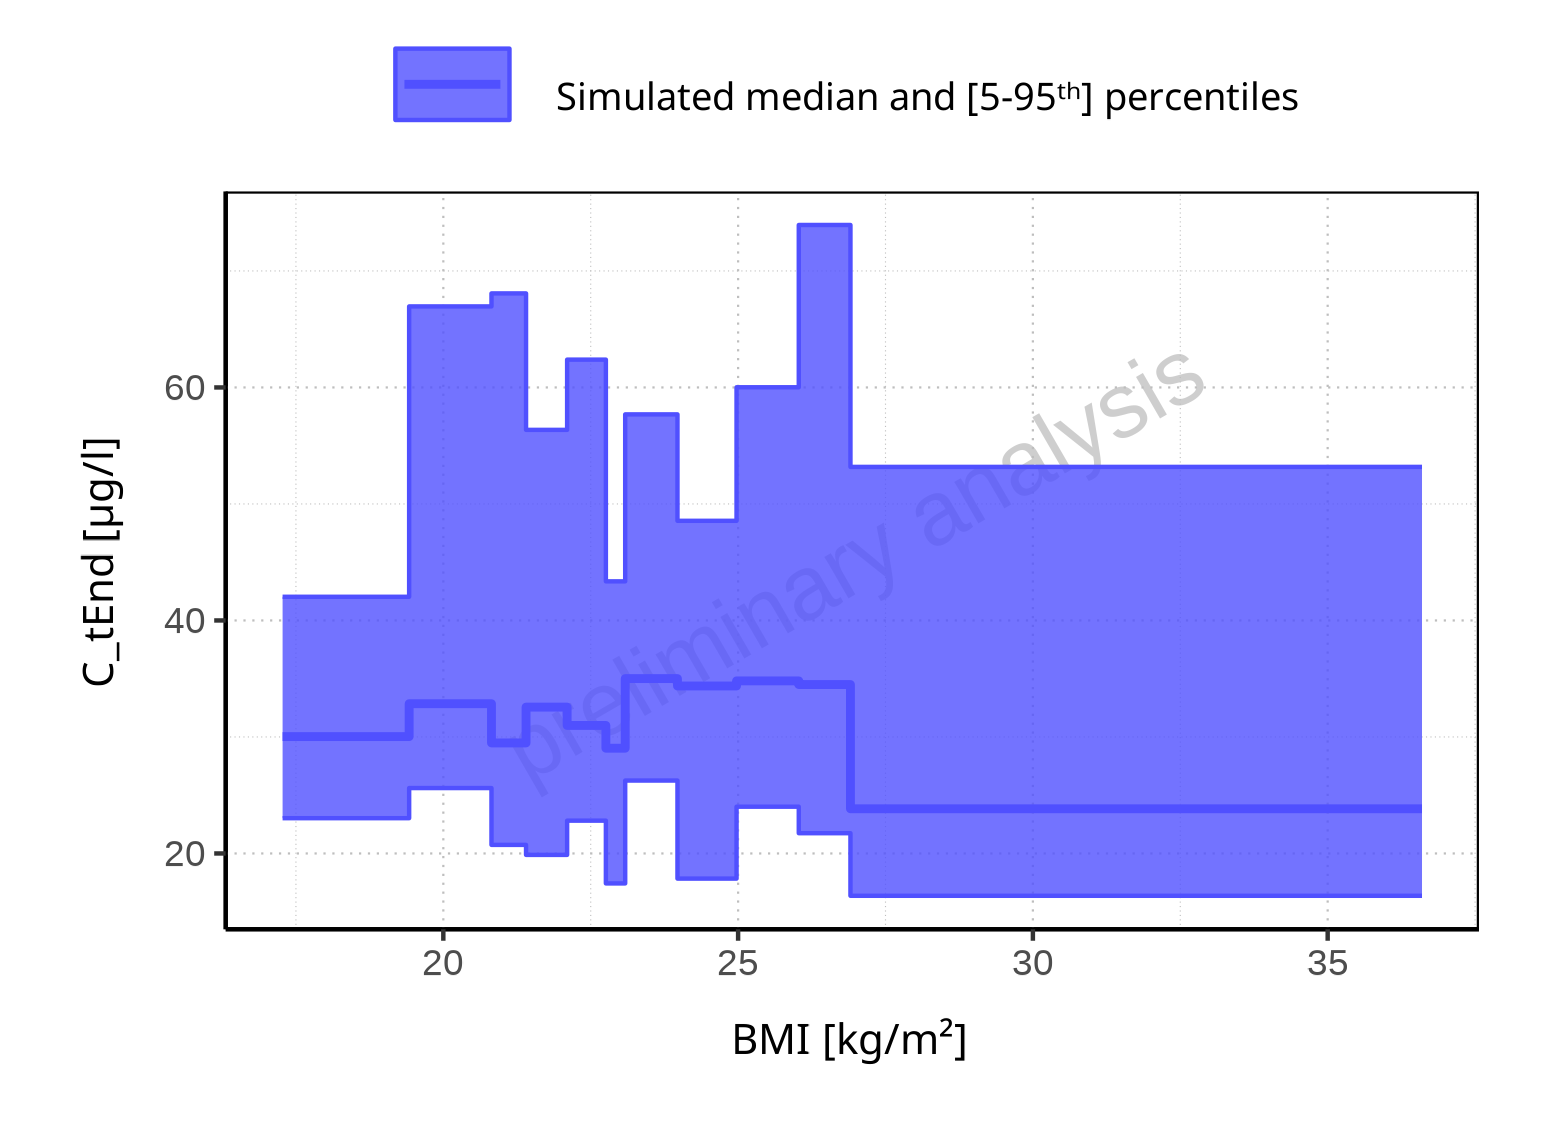 Simulated median and [5-95ᵗʰ] percentiles
60
40
20
C_tEnd [µg/l]
preliminary analysis
20 25 30 35
BMI [kg/m²]